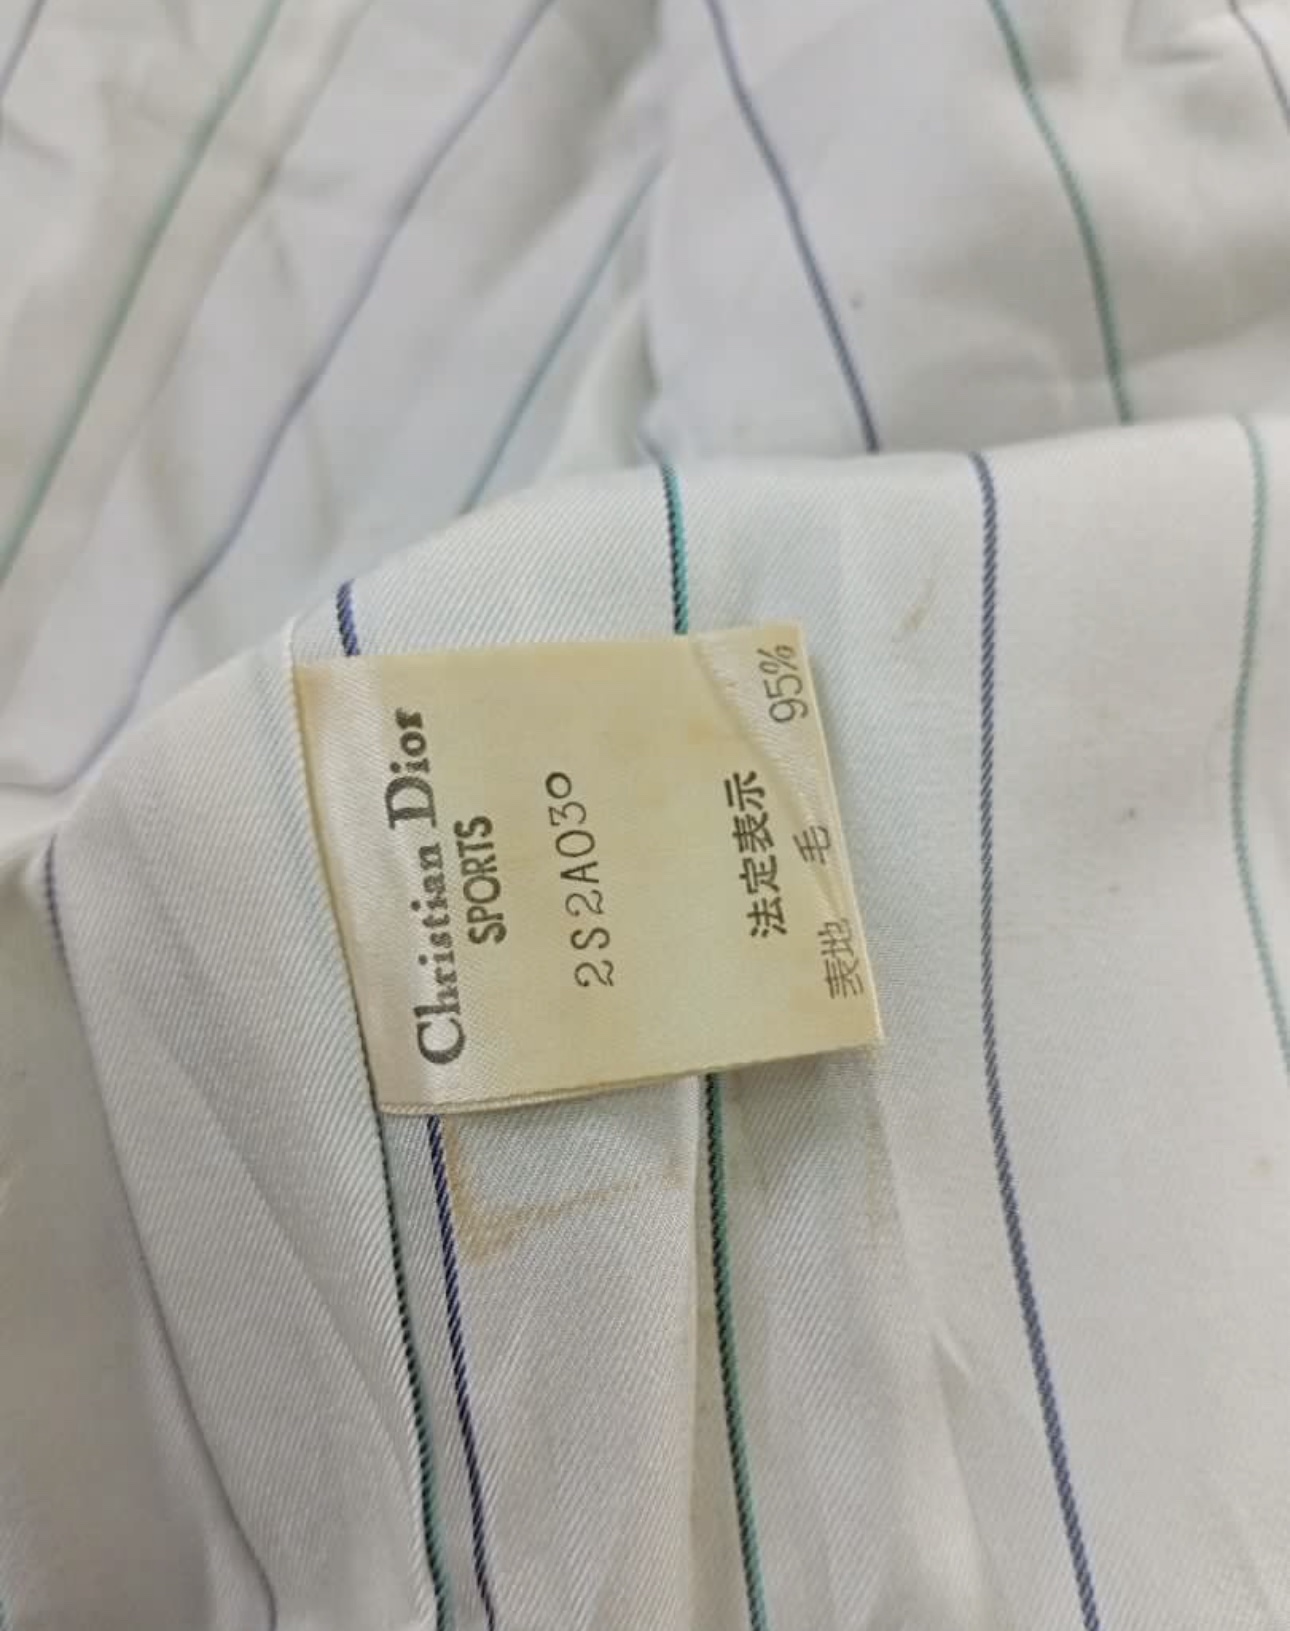 Christian Dior
SPORTS
2S2A030
法定表示
表地 毛 95%